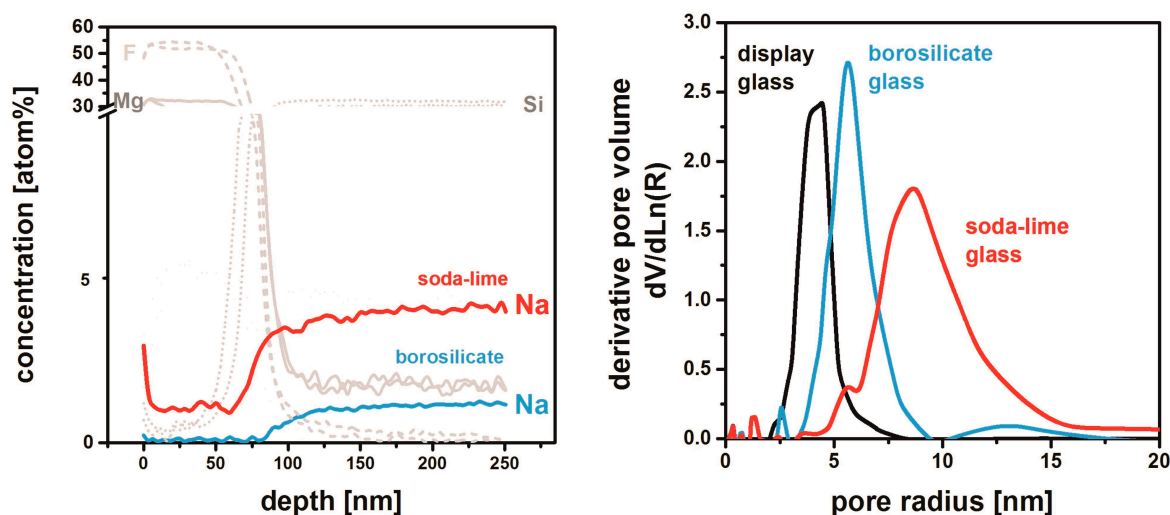 concentration [atom%]
60
50
40
30
5
0
F
Mg
Si
soda-lime
Na
borosilicate
Na
0
50
100
150
200
250
depth [nm]
derivative pore volume
dV/dLn(R)
3.0
2.5
2.0
1.5
1.0
0.5
0.0
display
glass
borosilicate
glass
soda-lime
glass
0
5
10
15
20
pore radius [nm]